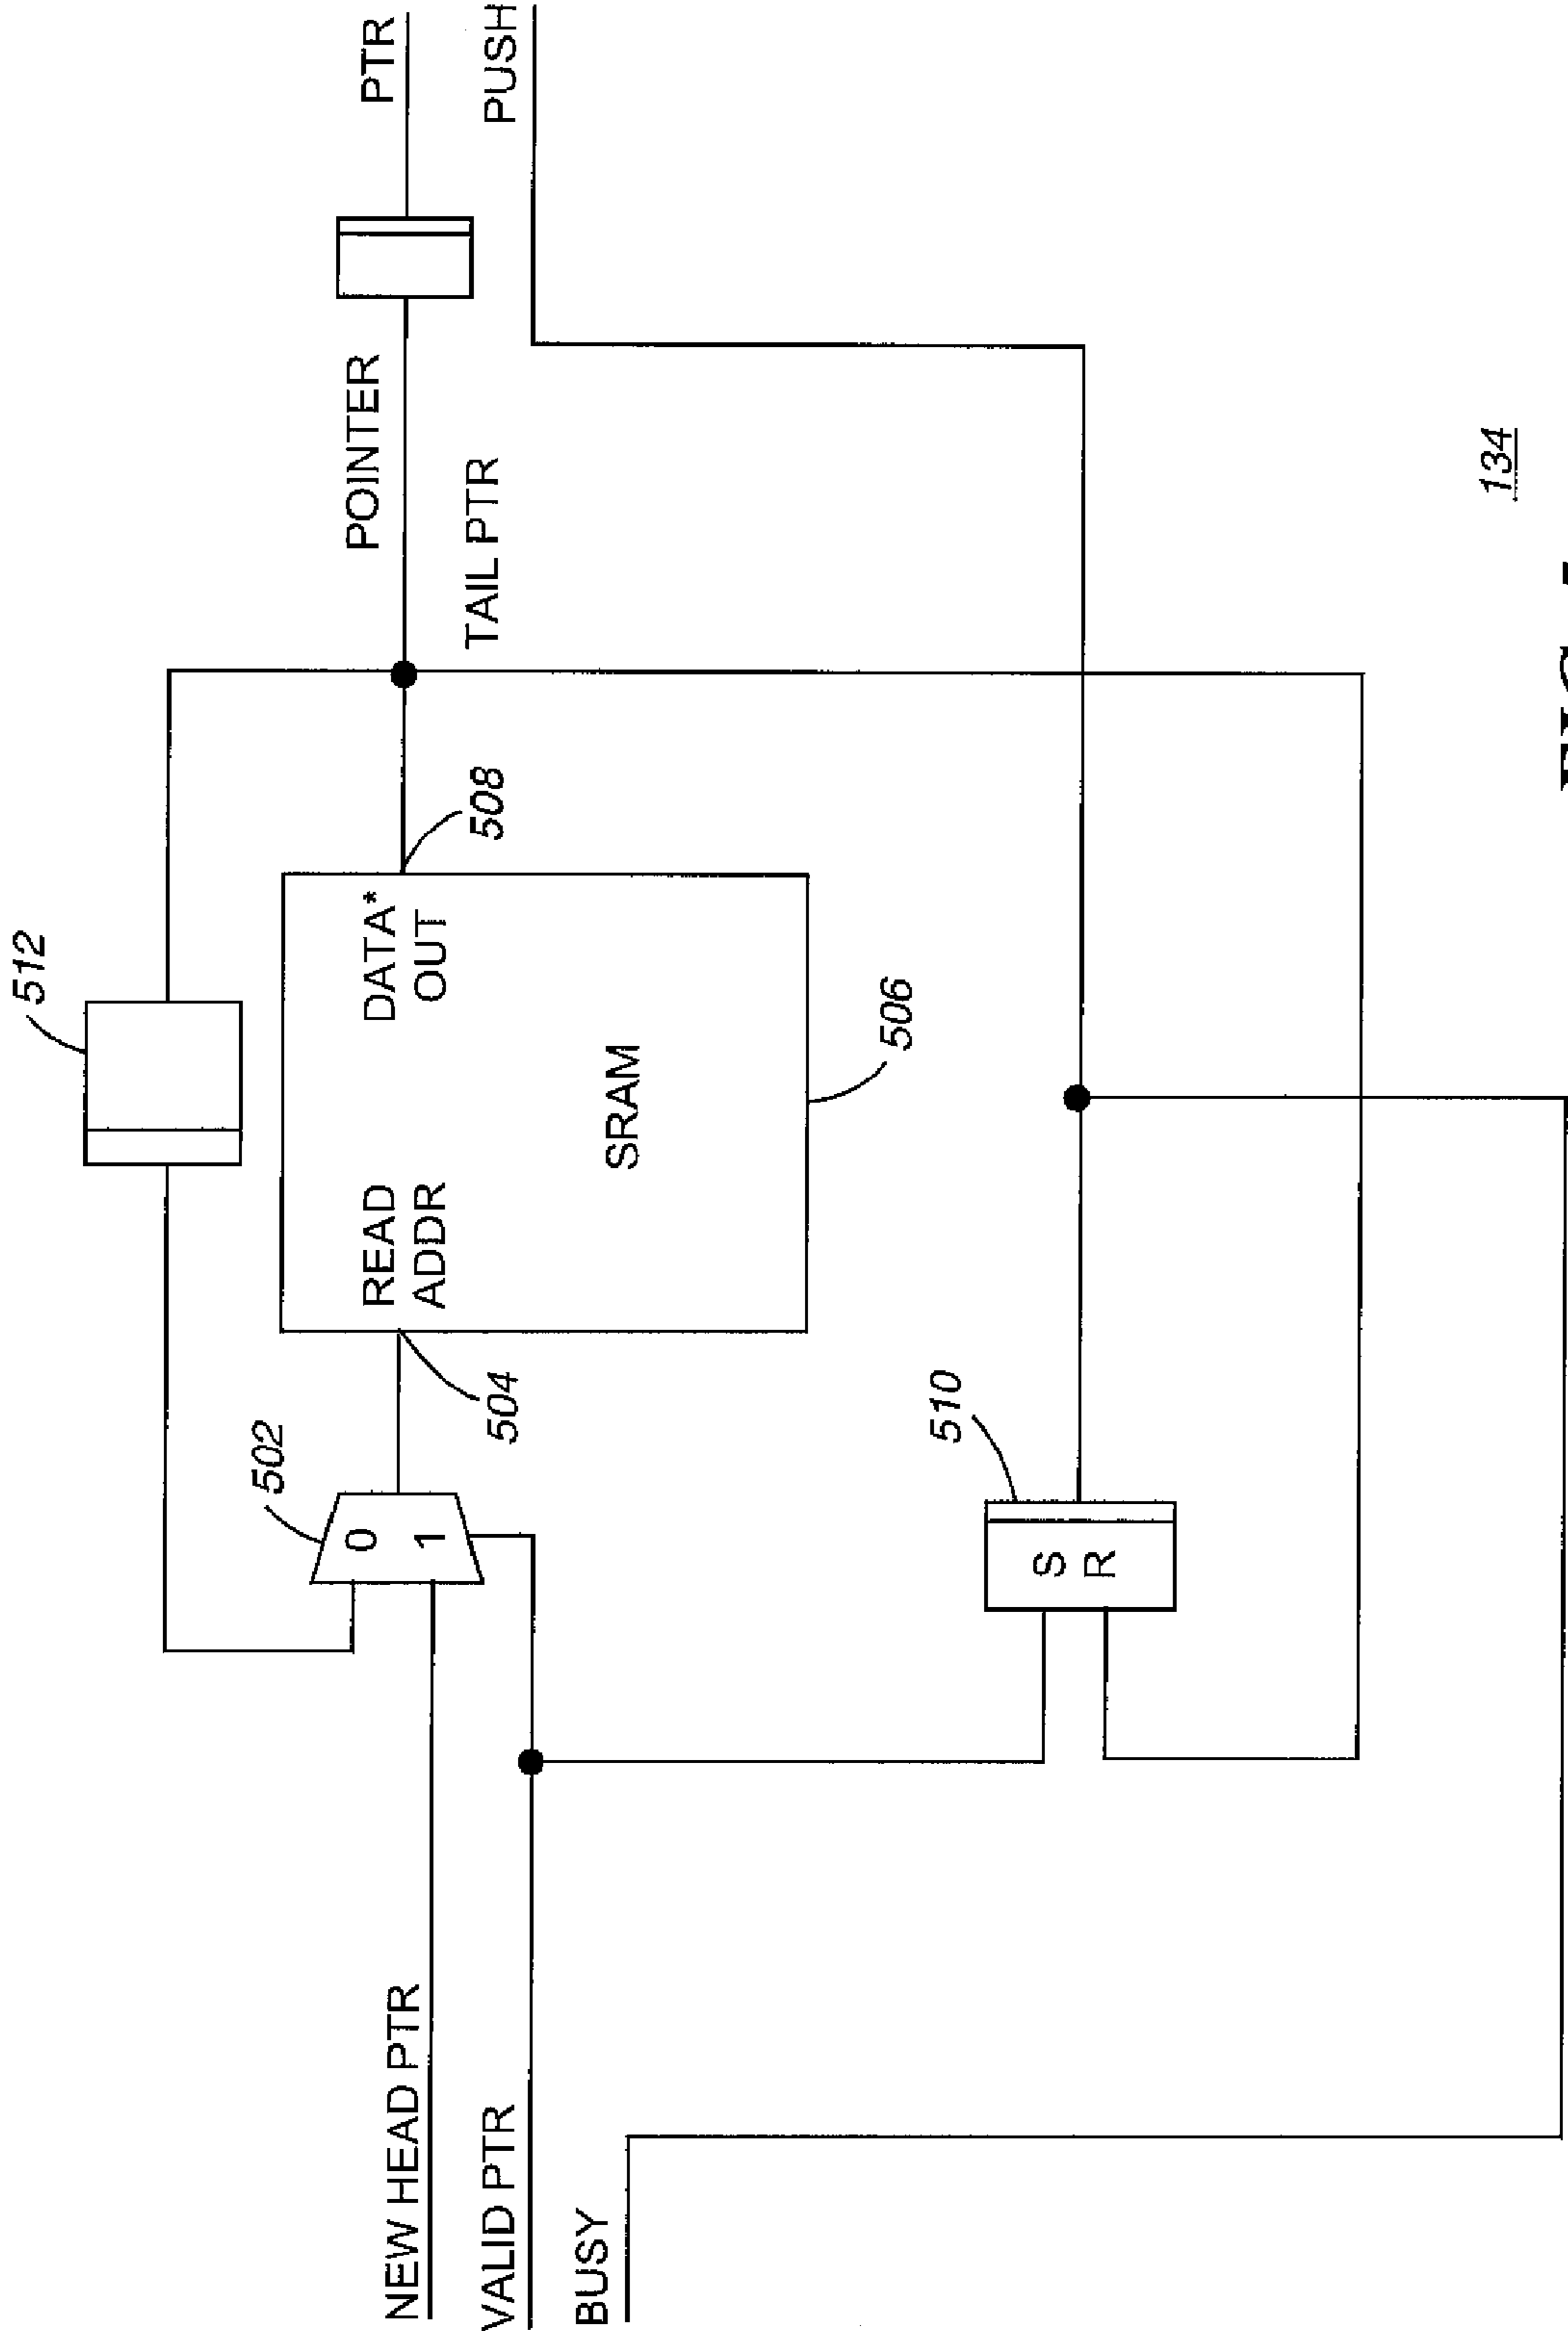 512
POINTER
PTR
502
0
1
READ
ADDR
DATA*
OUT
NEW HEAD PTR
TAIL PTR
PUSH
504
508
VALID PTR
SRAM
BUSY
506
510
S
R
134